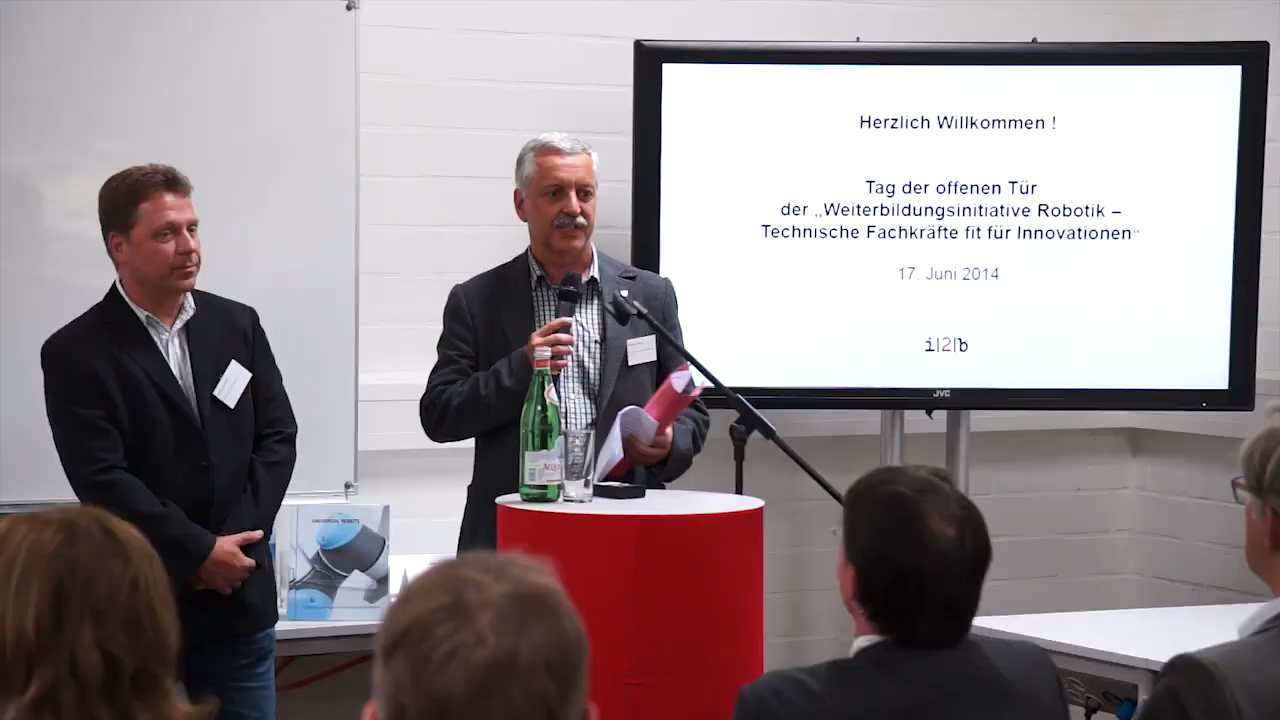 Herzlich Willkommen !
Tag der offenen Tür
der „Weiterbildungsinitiative Robotik –
Technische Fachkräfte fit für Innovationen“
17. Juni 2014
i|2|b
JVC
UNIVERSAL ROBOTS
ACQUA